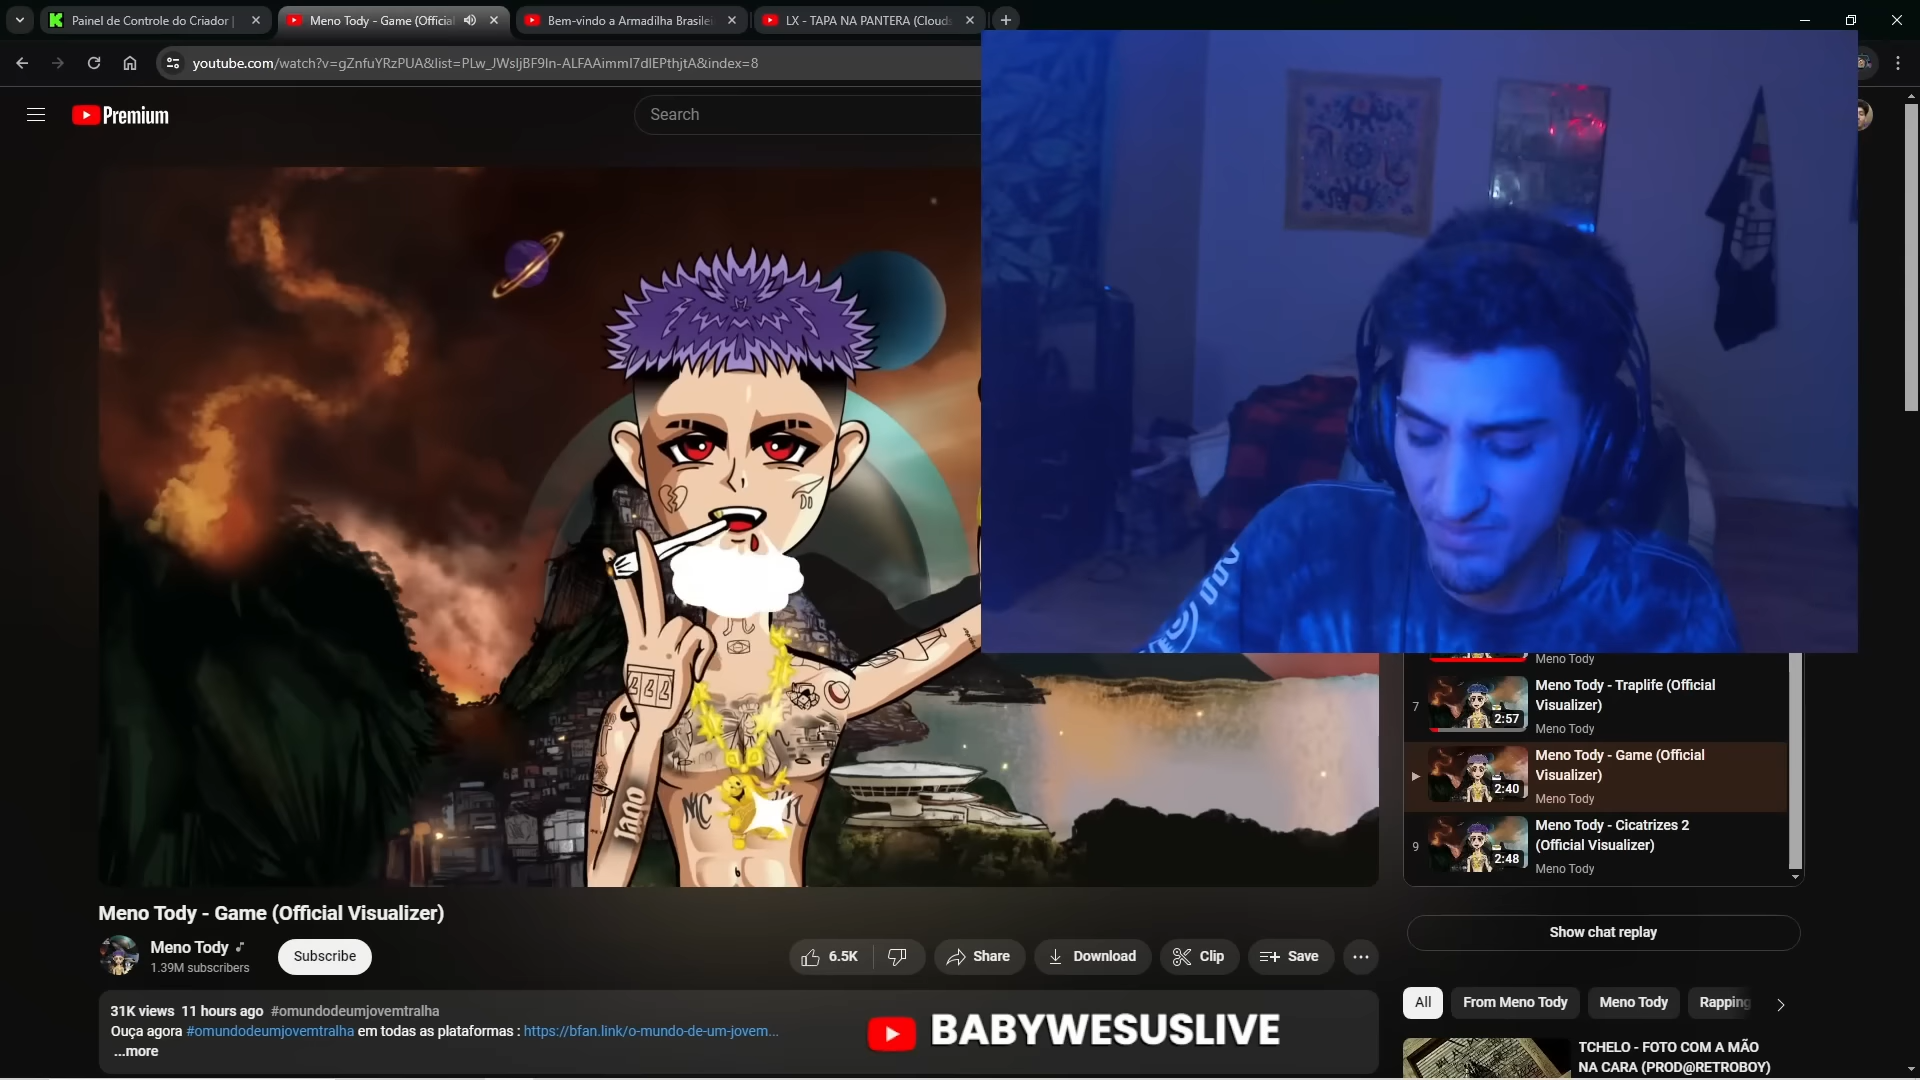 Painel de Controle do Criador |
Meno Tody - Game (Official
Bem-vindo a Armadilha Brasilei
LX - TAPA NA PANTERA (Clouds
youtube.com/watch?v=gZnfuYRzPUA&list=PLw_JWsljBF9In-ALFAAimmI7dIEPthjtA&index=8
Premium
Search
Jano
MC
Meno Tody
7
Meno Tody - Traplife (Official
Visualizer)
2:57
Meno Tody
Meno Tody - Game (Official
Visualizer)
2:40
Meno Tody
9
Meno Tody - Cicatrizes 2
(Official Visualizer)
2:48
Meno Tody
Meno Tody - Game (Official Visualizer)
Meno Tody
1.39M subscribers
Subscribe
6.5K
Share
Download
Clip
Save
Show chat replay
31K views 11 hours ago #omundodeumjovemtralha
Ouça agora #omundodeumjovemtralha em todas as plataformas : https://bfan.link/o-mundo-de-um-jovem...
...more
BABYWESUSLIVE
All
From Meno Tody
Meno Tody
Rapping
TCHELO - FOTO COM A MÃO
NA CARA (PROD@RETROBOY)